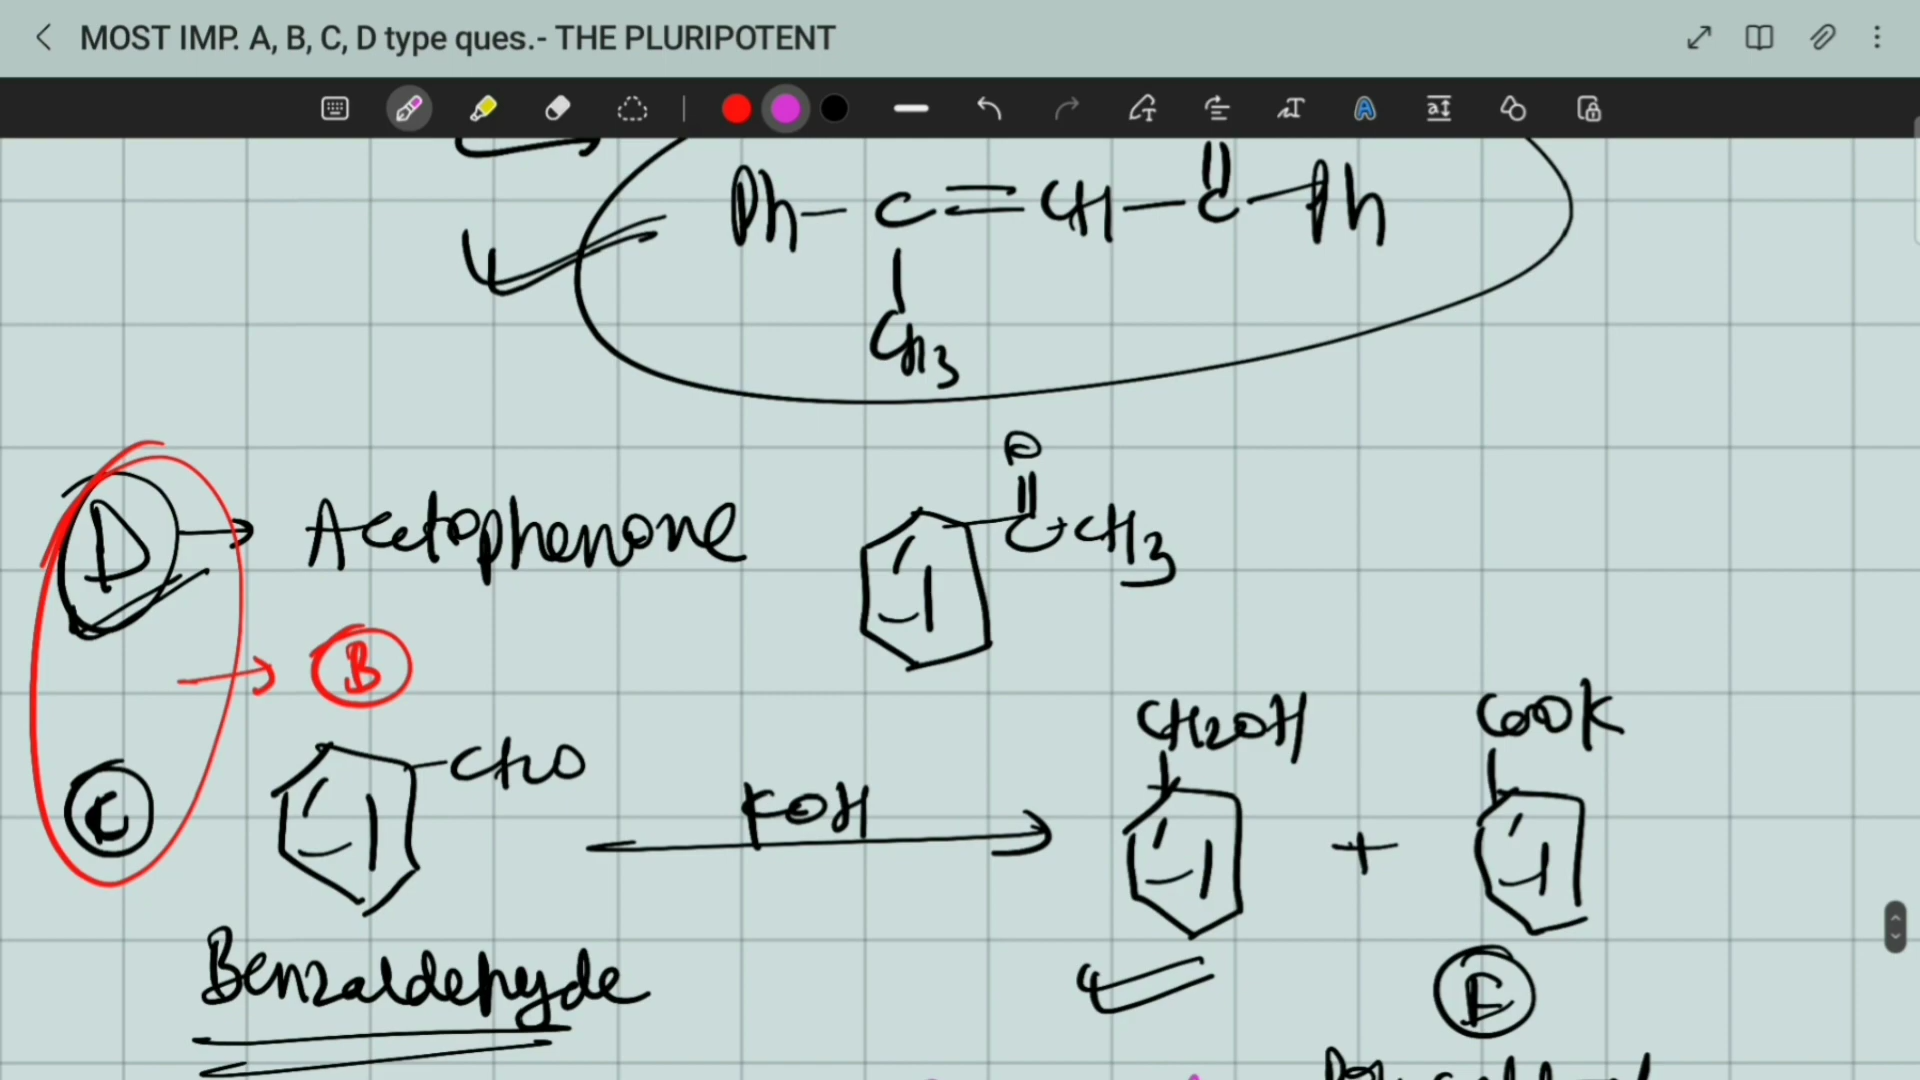 MOST IMP. A, B, C, D type ques.- THE PLURIPOTENT
Ph - C = CH - C - Ph
CH3
O
D → Acetophenone
C - CH3
→ B
CH2OH
COOK
C
CHO
KOH
+
Benzaldehyde
E